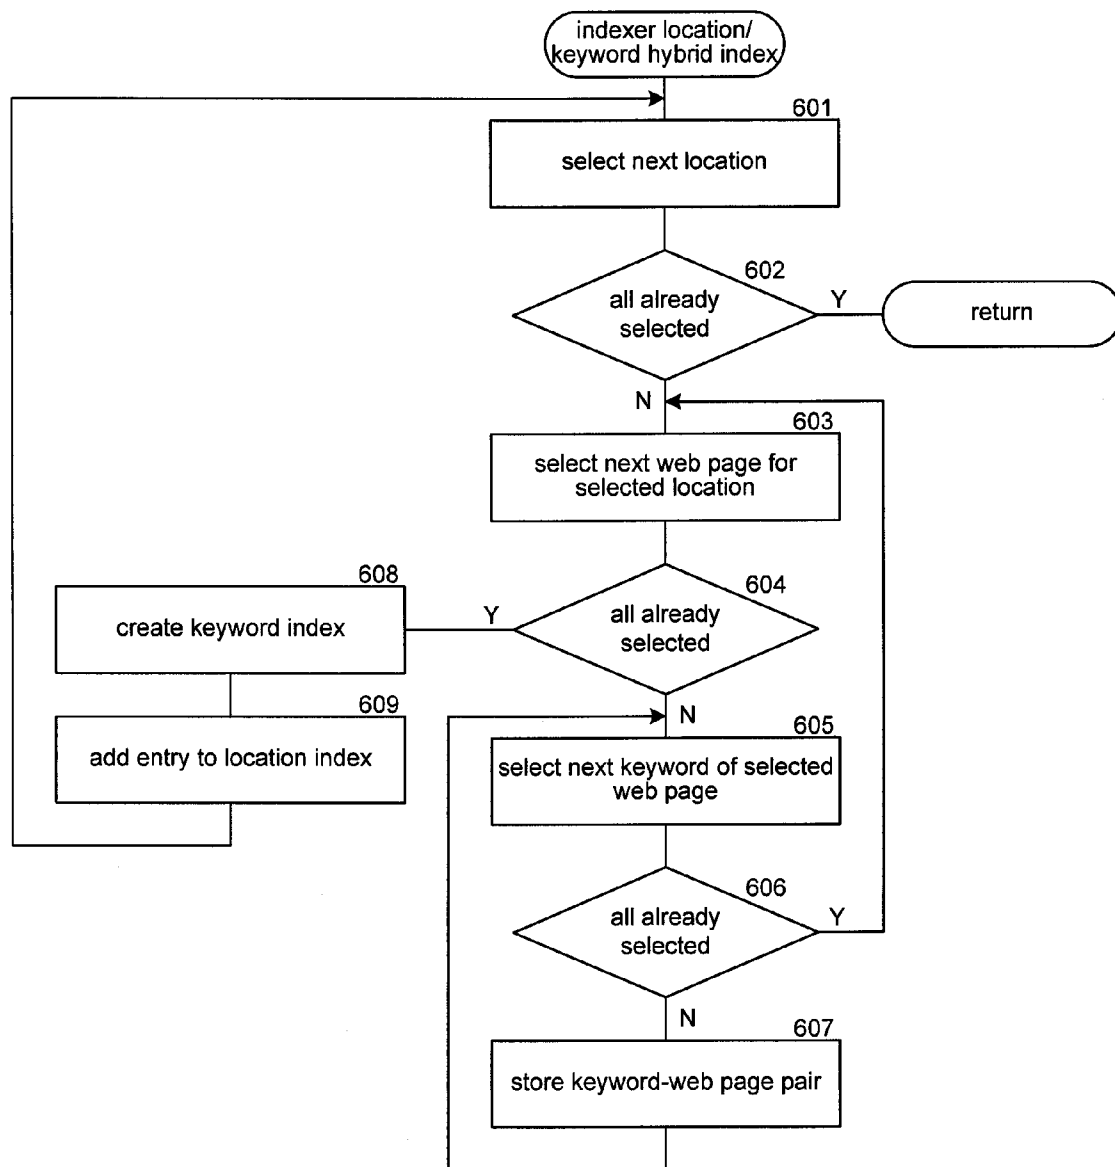 indexer location/
keyword hybrid index
601
select next location
602
all already
selected
Y
return
N
603
select next web page for
selected location
604
all already
selected
Y
608
create keyword index
609
add entry to location index
N
605
select next keyword of selected
web page
606
all already
selected
Y
N
607
store keyword-web page pair